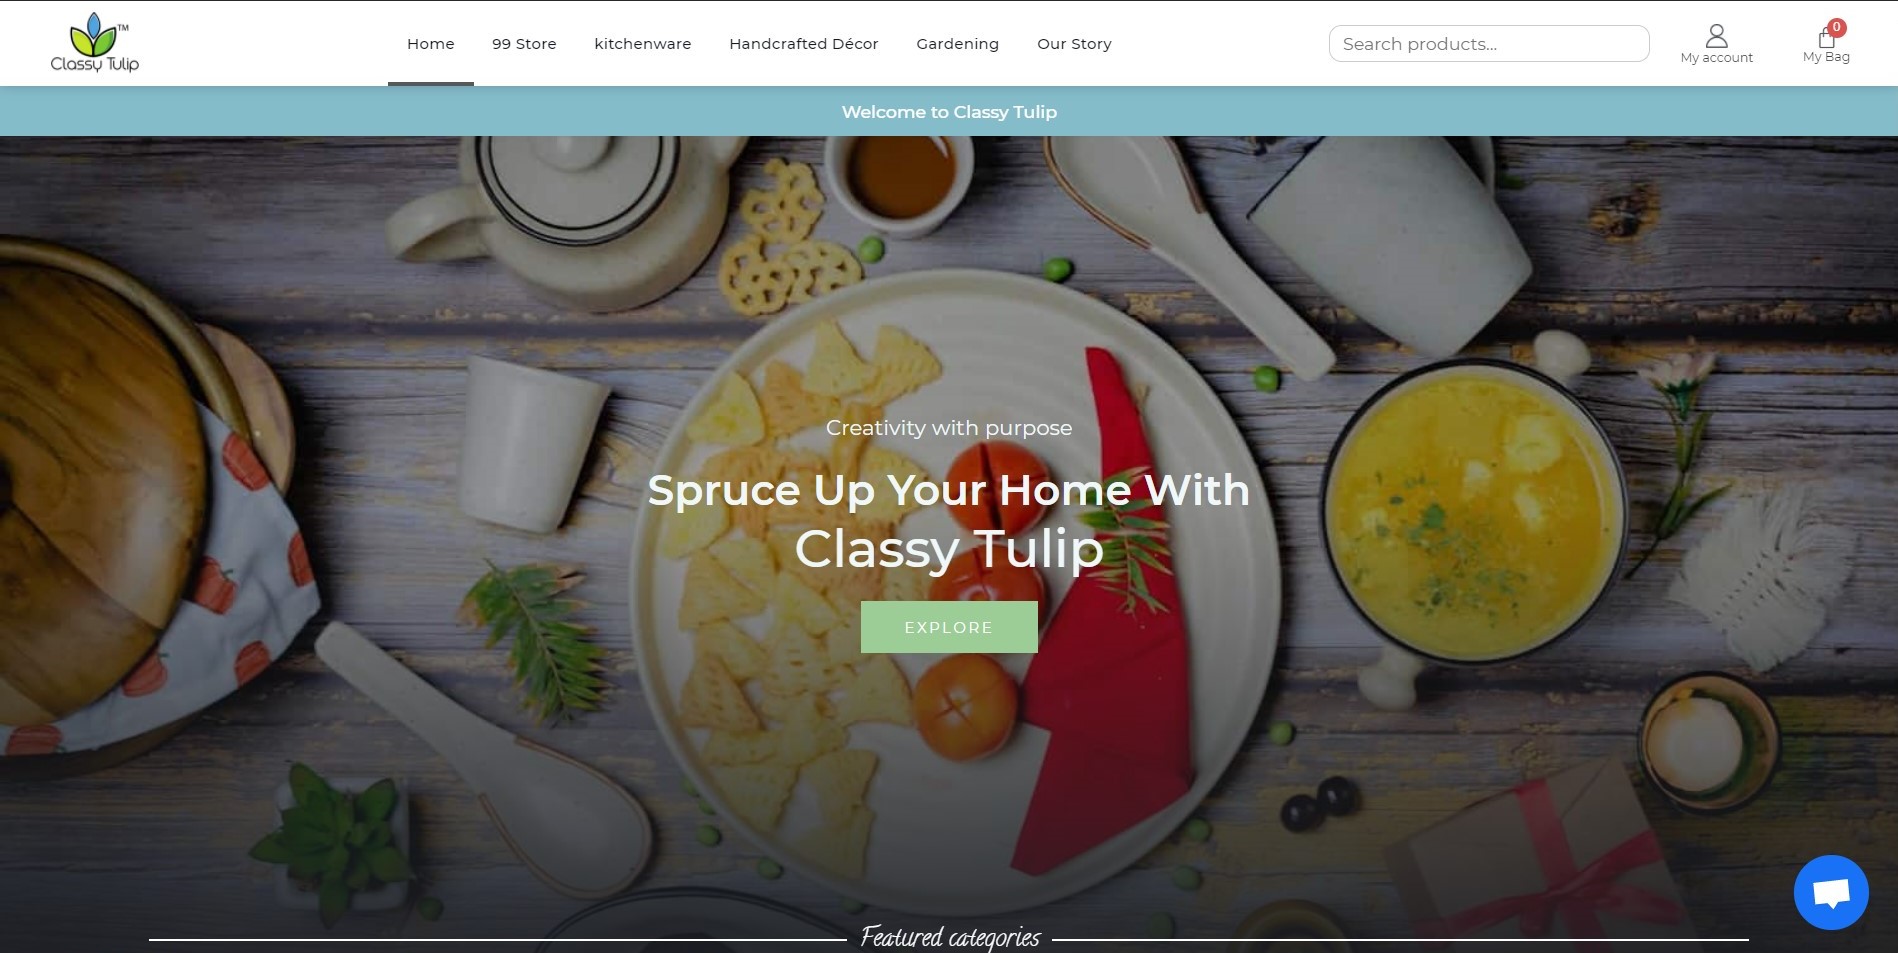 Classy Tulip
TM
Home
99 Store
kitchenware
Handcrafted Décor
Gardening
Our Story
Search products...
My account
0
My Bag
Welcome to Classy Tulip
Creativity with purpose
Spruce Up Your Home With
Classy Tulip
EXPLORE
Featured categories